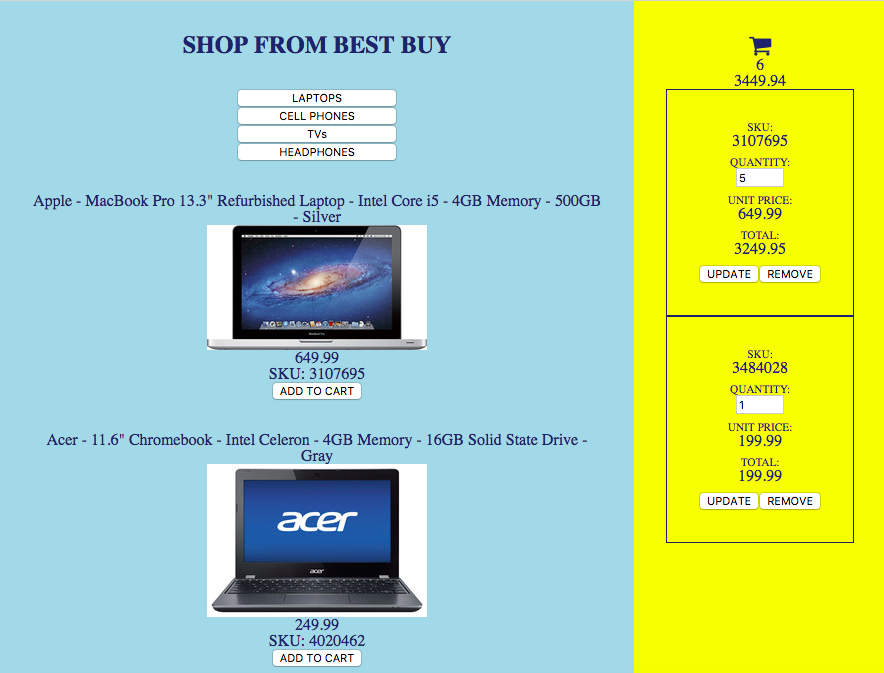 SHOP FROM BEST BUY
LAPTOPS
CELL PHONES
TVs
HEADPHONES
Apple - MacBook Pro 13.3" Refurbished Laptop - Intel Core i5 - 4GB Memory - 500GB
- Silver
649.99
SKU: 3107695
ADD TO CART
Acer - 11.6" Chromebook - Intel Celeron - 4GB Memory - 16GB Solid State Drive -
Gray
acer
acer
249.99
SKU: 4020462
ADD TO CART
6
3449.94
SKU:
3107695
QUANTITY:
5
UNIT PRICE:
649.99
TOTAL:
3249.95
UPDATE REMOVE
SKU:
3484028
QUANTITY:
1
UNIT PRICE:
199.99
TOTAL:
199.99
UPDATE REMOVE